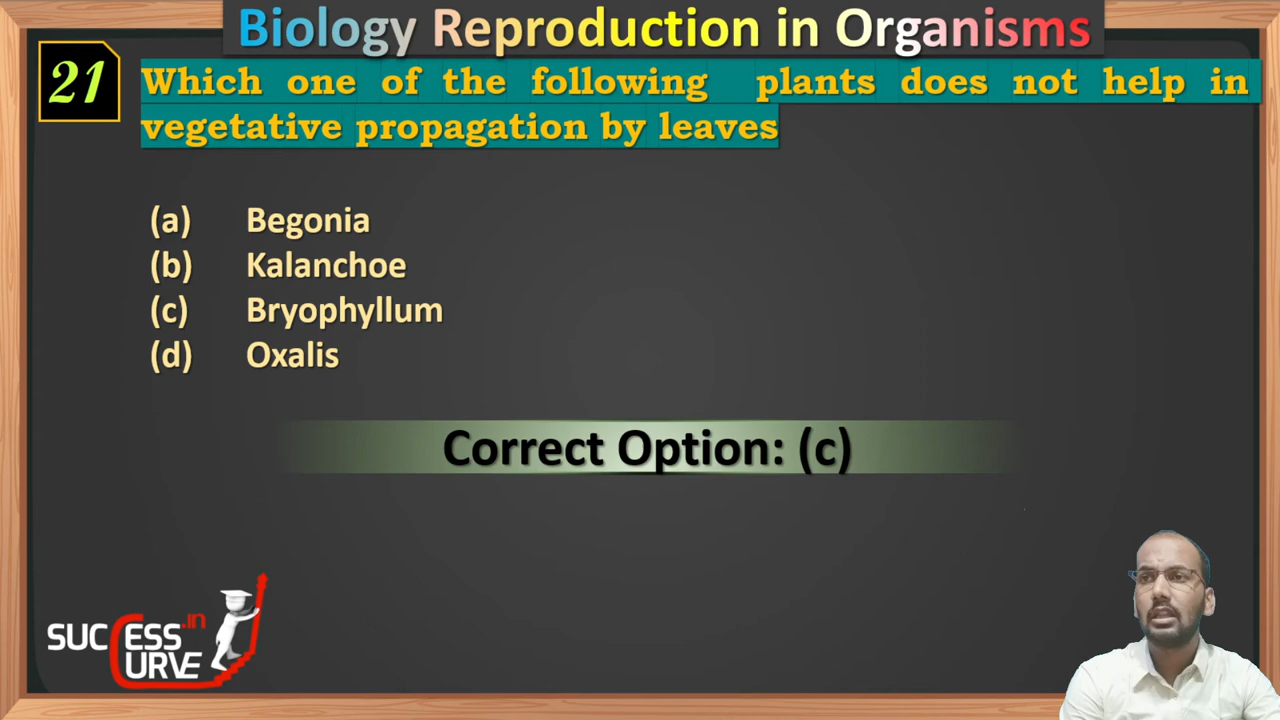 Biology Reproduction in Organisms
21
Which one of the following plants does not help in
vegetative propagation by leaves
(a) Begonia
(b) Kalanchoe
(c) Bryophyllum
(d) Oxalis
Correct Option: (c)
SUCCESS.IN
CURVE